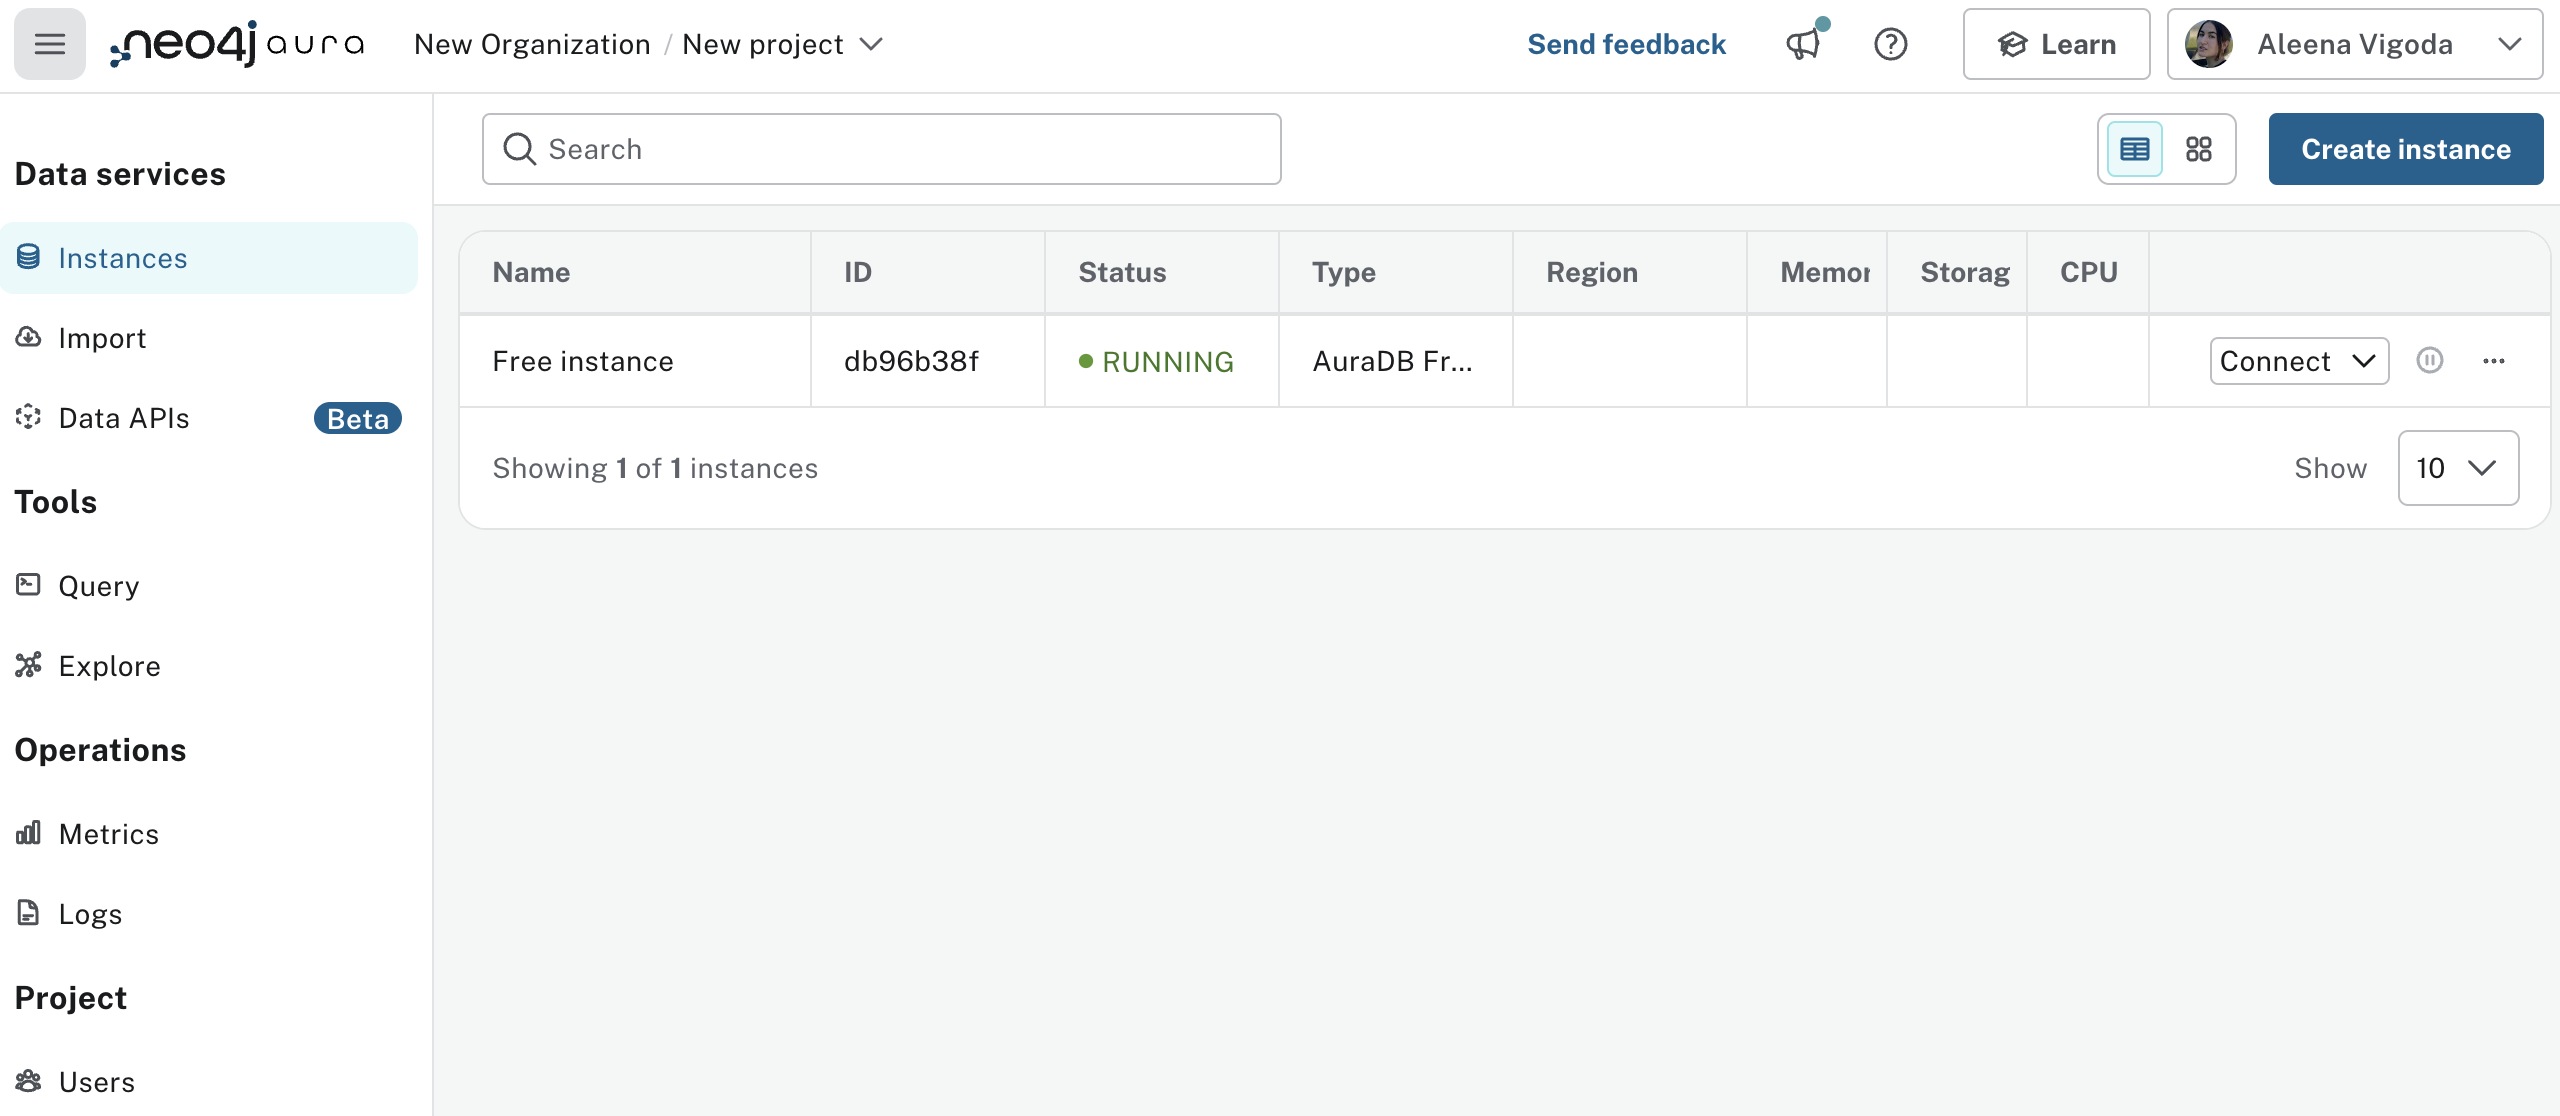 neo4j aura New Organization / New project Send feedback Learn Aleena Vigoda
Data services
Instances
Import
Data APIs Beta
Tools
Query
Explore
Operations
Metrics
Logs
Project
Users
Search Create instance
Name ID Status Type Region Memor Storag CPU
Free instance db96b38f RUNNING AuraDB Fr... Connect
Showing 1 of 1 instances Show 10